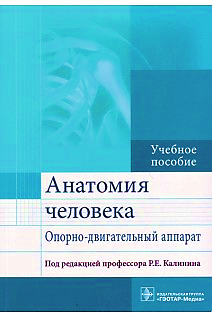 Учебное
пособие
Анатомия
человека
Опорно-двигательный аппарат
Под редакцией профессора Р.Е. Калинина
ИЗДАТЕЛЬСКАЯ ГРУППА
«ГЭОТАР-Медиа»